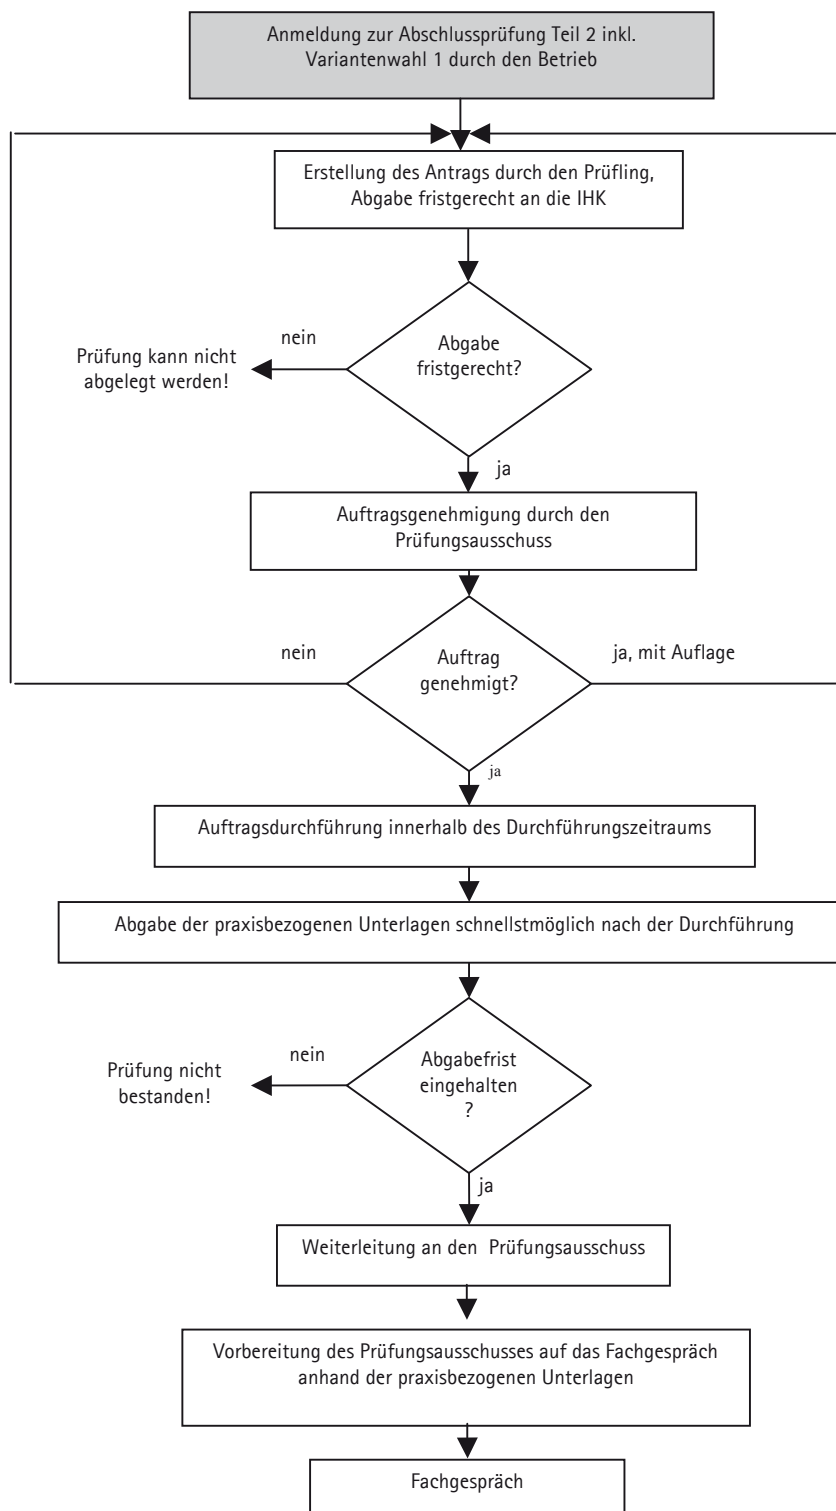 Anmeldung zur Abschlussprüfung Teil 2 inkl.
Variantenwahl 1 durch den Betrieb
Erstellung des Antrags durch den Prüfling,
Abgabe fristgerecht an die IHK
nein
Abgabe
fristgerecht?
Prüfung kann nicht
abgelegt werden!
ja
Auftragsgenehmigung durch den
Prüfungsausschuss
nein
Auftrag
genehmigt?
ja, mit Auflage
ja
Auftragsdurchführung innerhalb des Durchführungszeitraums
Abgabe der praxisbezogenen Unterlagen schnellstmöglich nach der Durchführung
nein
Abgabefrist
eingehalten
?
Prüfung nicht
bestanden!
ja
Weiterleitung an den Prüfungsausschuss
Vorbereitung des Prüfungsausschusses auf das Fachgespräch
anhand der praxisbezogenen Unterlagen
Fachgespräch